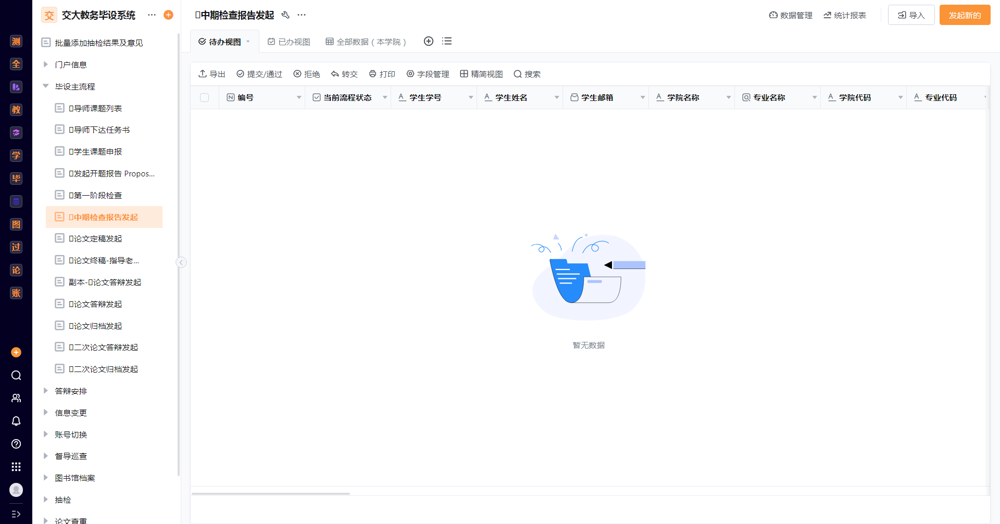 交 交大教务毕设系统
批量添加抽检结果及意见
门户信息
毕设主流程
导师课题列表
导师下达任务书
学生课题申报
发起开题报告 Propos...
第一阶段检查
中期检查报告发起
论文定稿发起
论文终稿-指导老...
副本-论文答辩发起
论文答辩发起
论文归档发起
二次论文答辩发起
二次论文归档发起
答辩安排
信息变更
账号切换
督导巡查
图书馆档案
抽检
论文查重
测
全
教
学
毕
图
过
论
账
中期检查报告发起
数据管理 统计报表 导入 发起新的
待办视图 已办视图 全部数据（本学院）
导出 提交/通过 拒绝 转交 打印 字段管理 精简视图 搜索
编号 当前流程状态 学生学号 学生姓名 学生邮箱 学院名称 专业名称 学院代码 专业代码
暂无数据